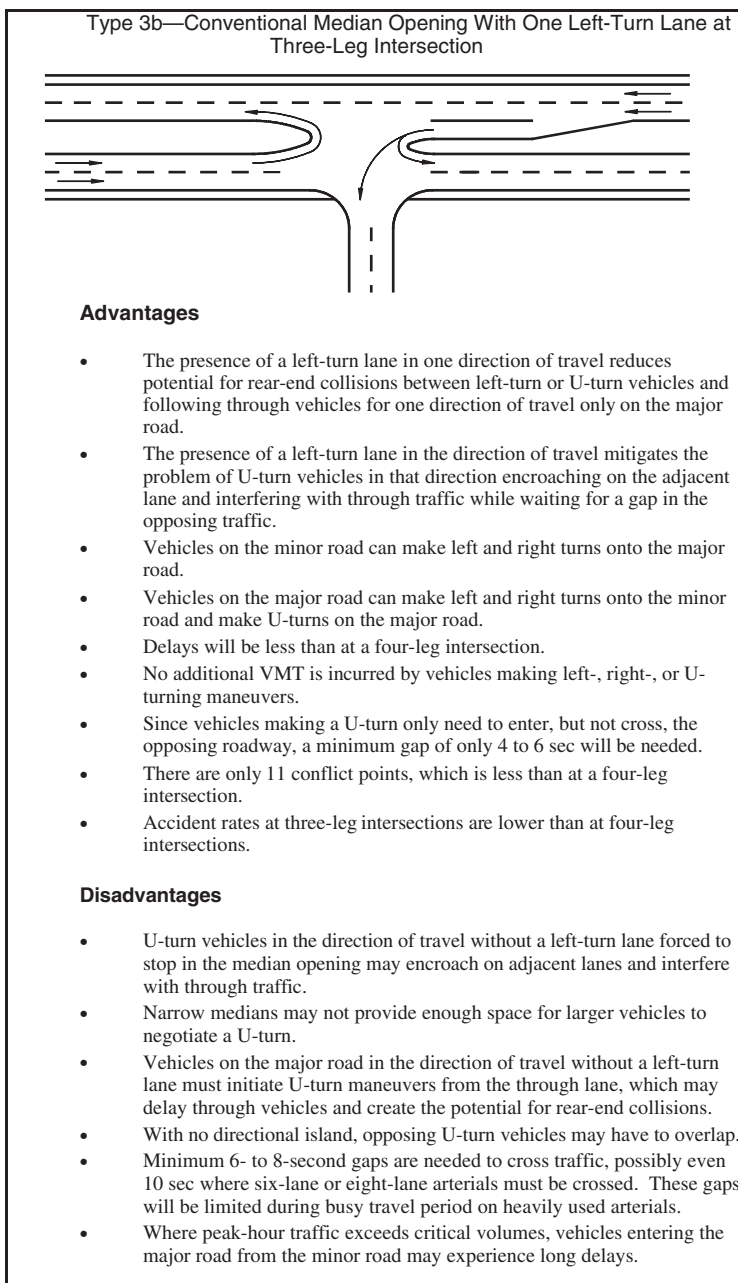 Type 3b—Conventional Median Opening With One Left-Turn Lane at
Three-Leg Intersection
Advantages
• The presence of a left-turn lane in one direction of travel reduces
potential for rear-end collisions between left-turn or U-turn vehicles and
following through vehicles for one direction of travel only on the major
road.
• The presence of a left-turn lane in the direction of travel mitigates the
problem of U-turn vehicles in that direction encroaching on the adjacent
lane and interfering with through traffic while waiting for a gap in the
opposing traffic.
• Vehicles on the minor road can make left and right turns onto the major
road.
• Vehicles on the major road can make left and right turns onto the minor
road and make U-turns on the major road.
• Delays will be less than at a four-leg intersection.
• No additional VMT is incurred by vehicles making left-, right-, or U-
turning maneuvers.
• Since vehicles making a U-turn only need to enter, but not cross, the
opposing roadway, a minimum gap of only 4 to 6 sec will be needed.
• There are only 11 conflict points, which is less than at a four-leg
intersection.
• Accident rates at three-leg intersections are lower than at four-leg
intersections.
Disadvantages
• U-turn vehicles in the direction of travel without a left-turn lane forced to
stop in the median opening may encroach on adjacent lanes and interfere
with through traffic.
• Narrow medians may not provide enough space for larger vehicles to
negotiate a U-turn.
• Vehicles on the major road in the direction of travel without a left-turn
lane must initiate U-turn maneuvers from the through lane, which may
delay through vehicles and create the potential for rear-end collisions.
• With no directional island, opposing U-turn vehicles may have to overlap.
• Minimum 6- to 8-second gaps are needed to cross traffic, possibly even
10 sec where six-lane or eight-lane arterials must be crossed. These gaps
will be limited during busy travel period on heavily used arterials.
• Where peak-hour traffic exceeds critical volumes, vehicles entering the
major road from the minor road may experience long delays.